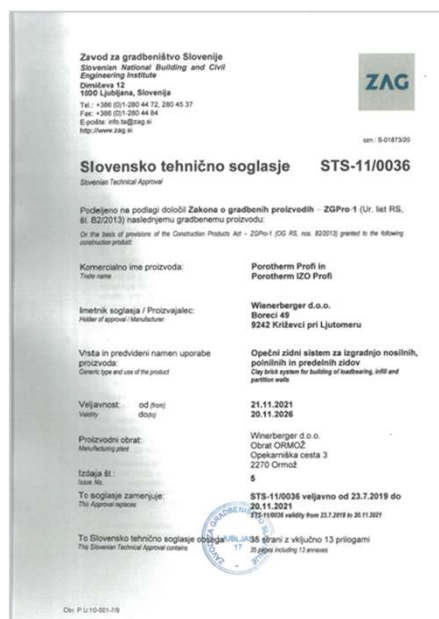 Zavod za gradbeništvo Slovenije
Slovenian National Building and Civil
Engineering Institute
Dimičeva 12
1000 Ljubljana, Slovenija
Tel.: +386 (0)1-280 44 72, 280 45 37
Fax: +386 (0)1-280 44 84
E-pošta: info.ta@zag.si
http://www.zag.si
ZAG
ozn.: S-01873/20
Slovensko tehnično soglasje STS-11/0036
Slovenian Technical Approval
Podeljeno na podlagi določil Zakona o gradbenih proizvodih – ZGPro-1 (Ur. list RS,
št. 82/2013) naslednjemu gradbenemu proizvodu:
On the basis of provisions of the Construction Products Act – ZGPro-1 (OG RS, nos. 82/2013) granted to the following
construction product:
Komercialno ime proizvoda: Porotherm Profi in
Trade name Porotherm IZO Profi
Imetnik soglasja / Proizvajalec: Wienerberger d.o.o.
Holder of approval / Manufacturer: Boreci 49
9242 Križevci pri Ljutomeru
Vrsta in predvideni namen uporabe Opečni zidni sistem za izgradnjo nosilnih,
proizvoda: polnilnih in predelnih zidov
Generic type and use of the product Clay brick system for building of loadbearing, infill and
partition walls
Veljavnost: od (from) 21.11.2021
Validity do (to) 20.11.2026
Proizvodni obrat: Winerberger d.o.o.
Manufacturing plant Obrat ORMOŽ
Opekarniška cesta 3
2270 Ormož
Izdaja št.: 5
Issue No.
To soglasje zamenjuje: STS-11/0036 veljavno od 23.7.2019 do
This Approval replaces 20.11.2021
STS-11/0036 validity from 23.7.2019 to 20.11.2021
To Slovensko tehnično soglasje obsega 35 strani z vključno 13 prilogami
This Slovenian Technical Approval contains 35 pages including 13 annexes
17
Obr. P.U.10-001-7/9